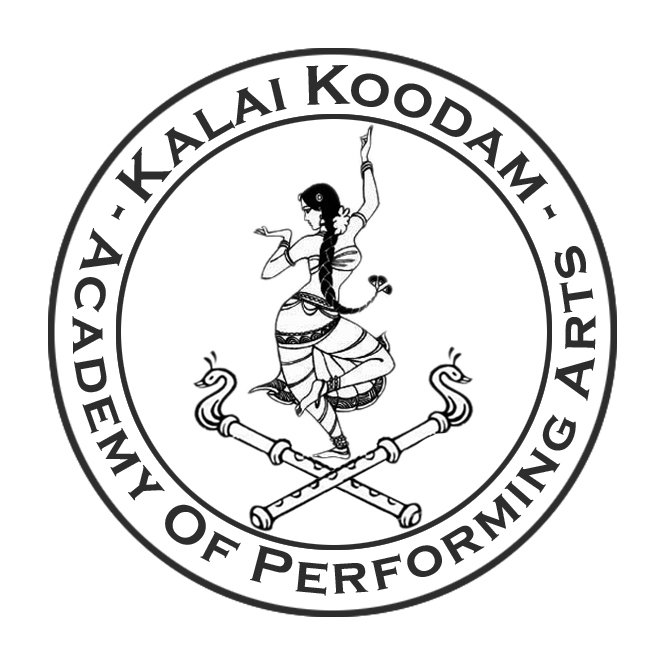 - KALAI KOODAM -
ACADEMY OF PERFORMING ARTS